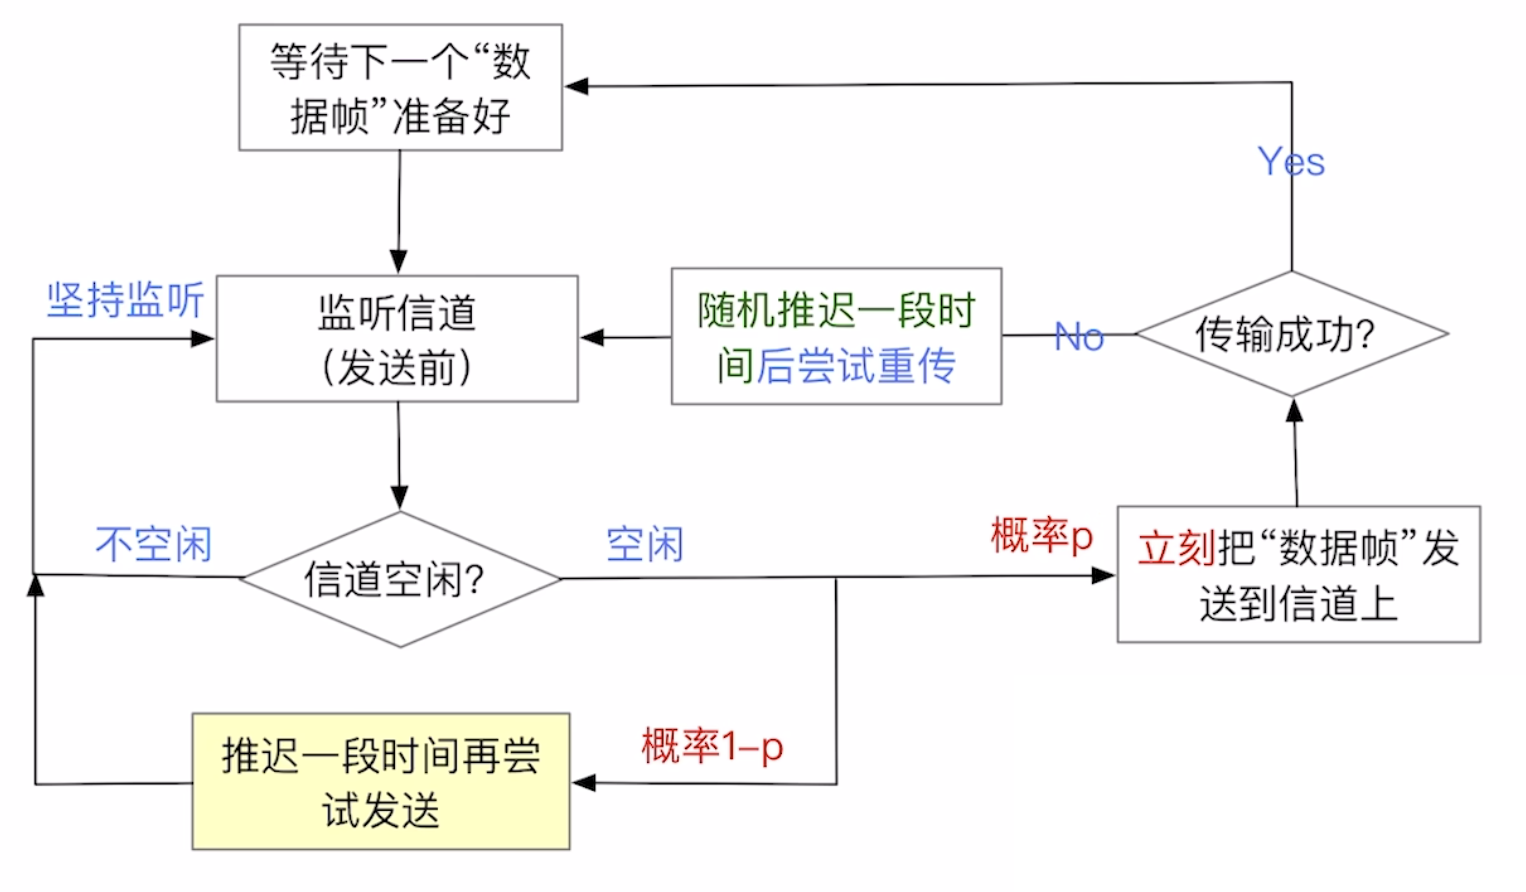 等待下一个“数
据帧”准备好
Yes
坚持监听
监听信道
（发送前）
随机推迟一段时
间后尝试重传
No
传输成功？
不空闲
信道空闲？
空闲
概率p
立刻把“数据帧”发
送到信道上
推迟一段时间再尝
试发送
概率1–p